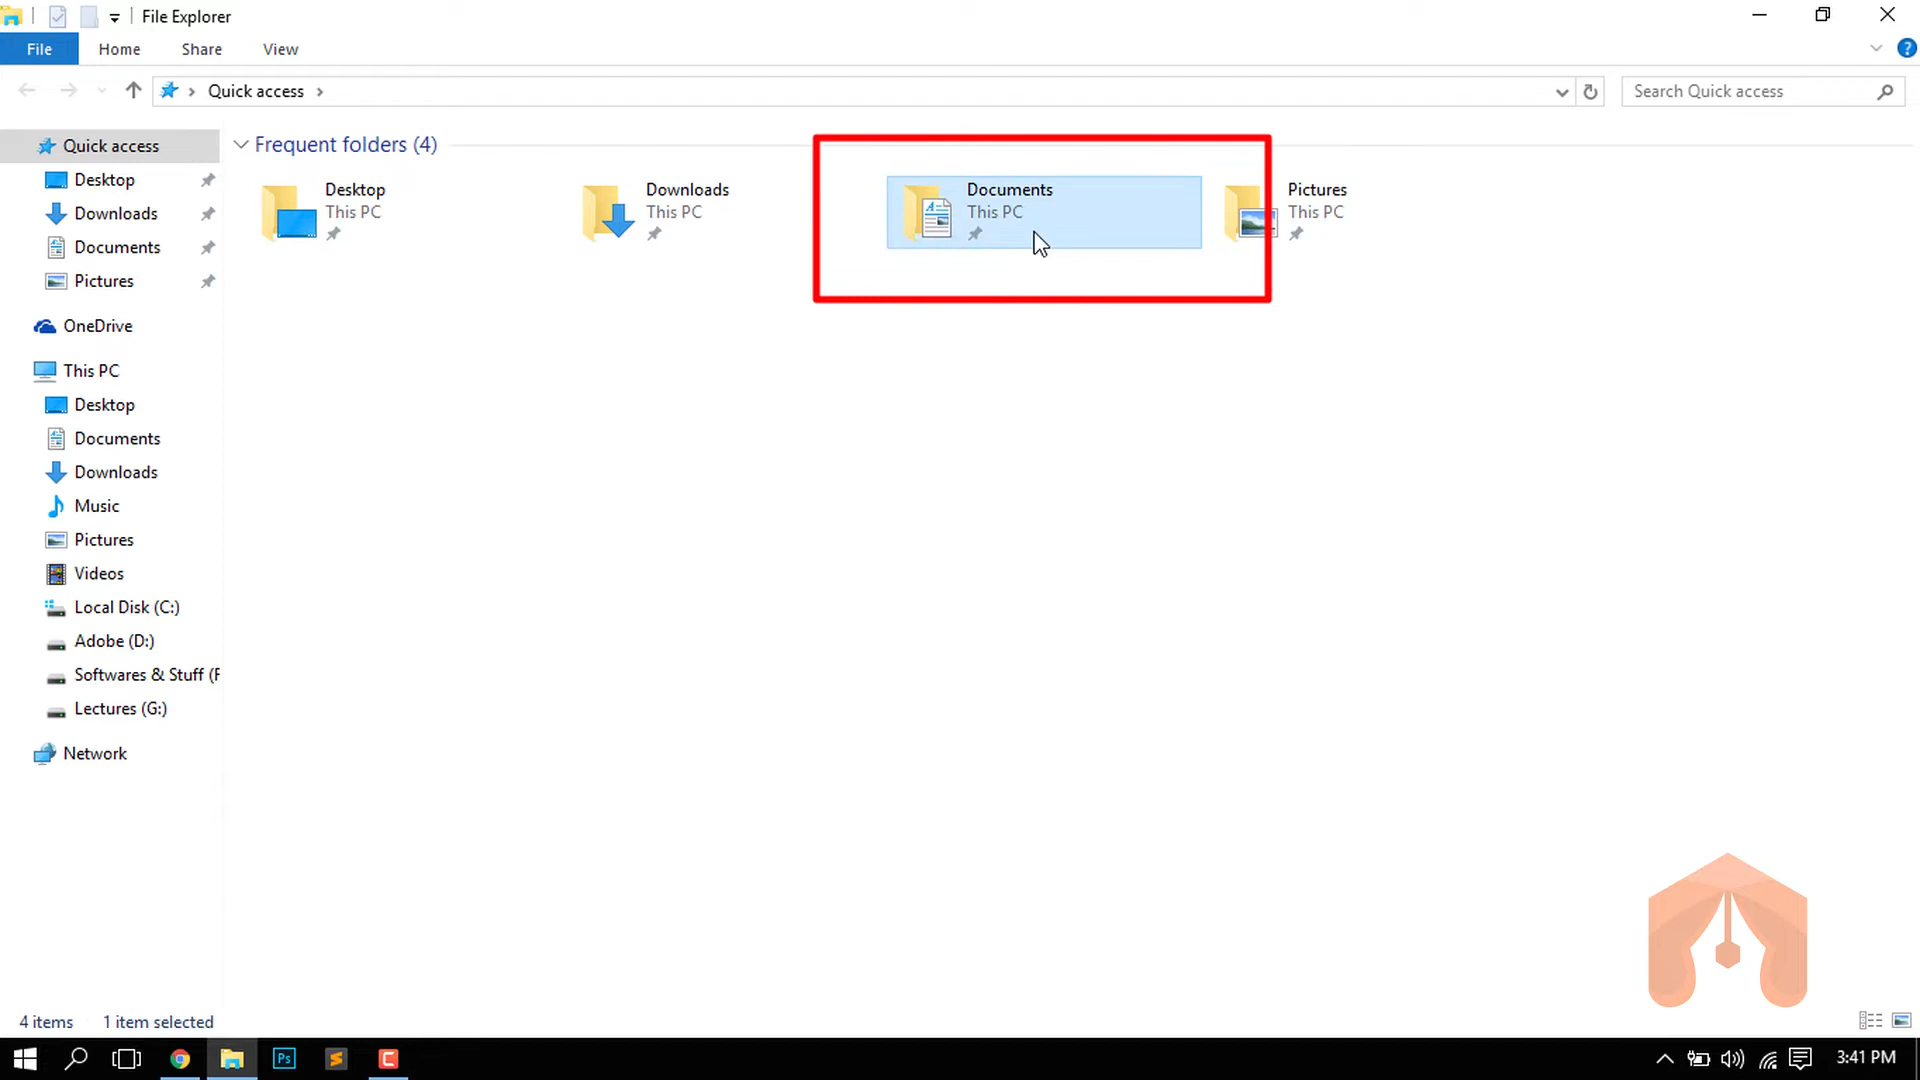 File Explorer
File Home Share View
Quick access
Search Quick access
Quick access
Desktop
Downloads
Documents
Pictures
OneDrive
This PC
Desktop
Documents
Downloads
Music
Pictures
Videos
Local Disk (C:)
Adobe (D:)
Softwares & Stuff (F
Lectures (G:)
Network
Frequent folders (4)
Desktop
This PC
Downloads
This PC
Documents
This PC
Pictures
This PC
4 items 1 item selected
Ps
3:41 PM